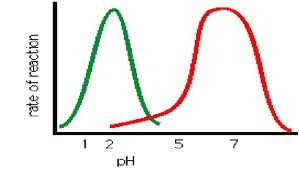 rate of reaction
1 2 5 7
pH